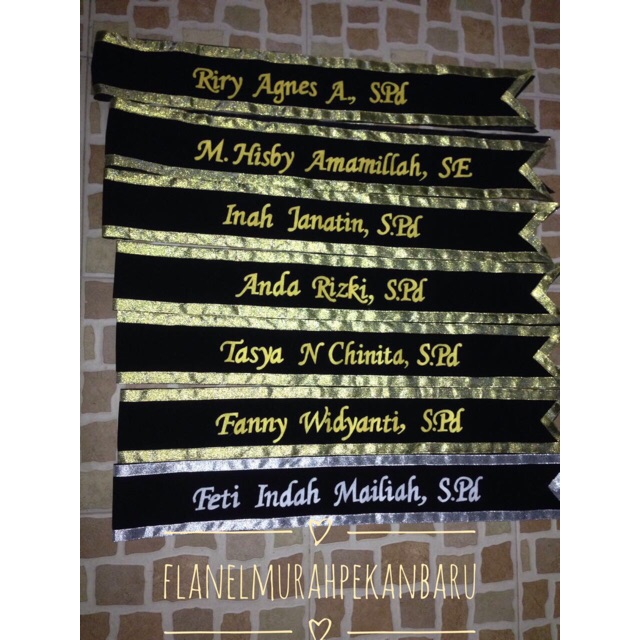 Riry Agnes A., S.Pd
M. Hisby Amamillah, SE
Inah Janatin, S.Pd
Anda Rizki, S.Pd
Tasya N Chinita, S.Pd
Fanny Widyanti, S.Pd
Feti Indah Mailiah, S.Pd
FLANELMURAHPEKANBARU